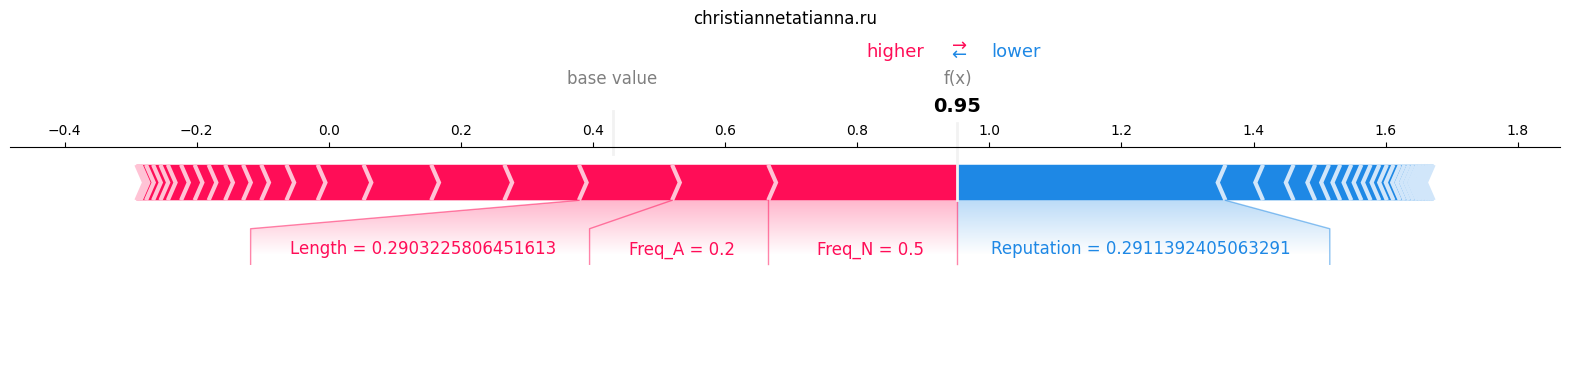 christiannetatianna.ru
higher ⇄ lower
base value f(x)
0.95
−0.4 −0.2 0.0 0.2 0.4 0.6 0.8 1.0 1.2 1.4 1.6 1.8
Length = 0.2903225806451613 Freq_A = 0.2 Freq_N = 0.5 Reputation = 0.2911392405063291